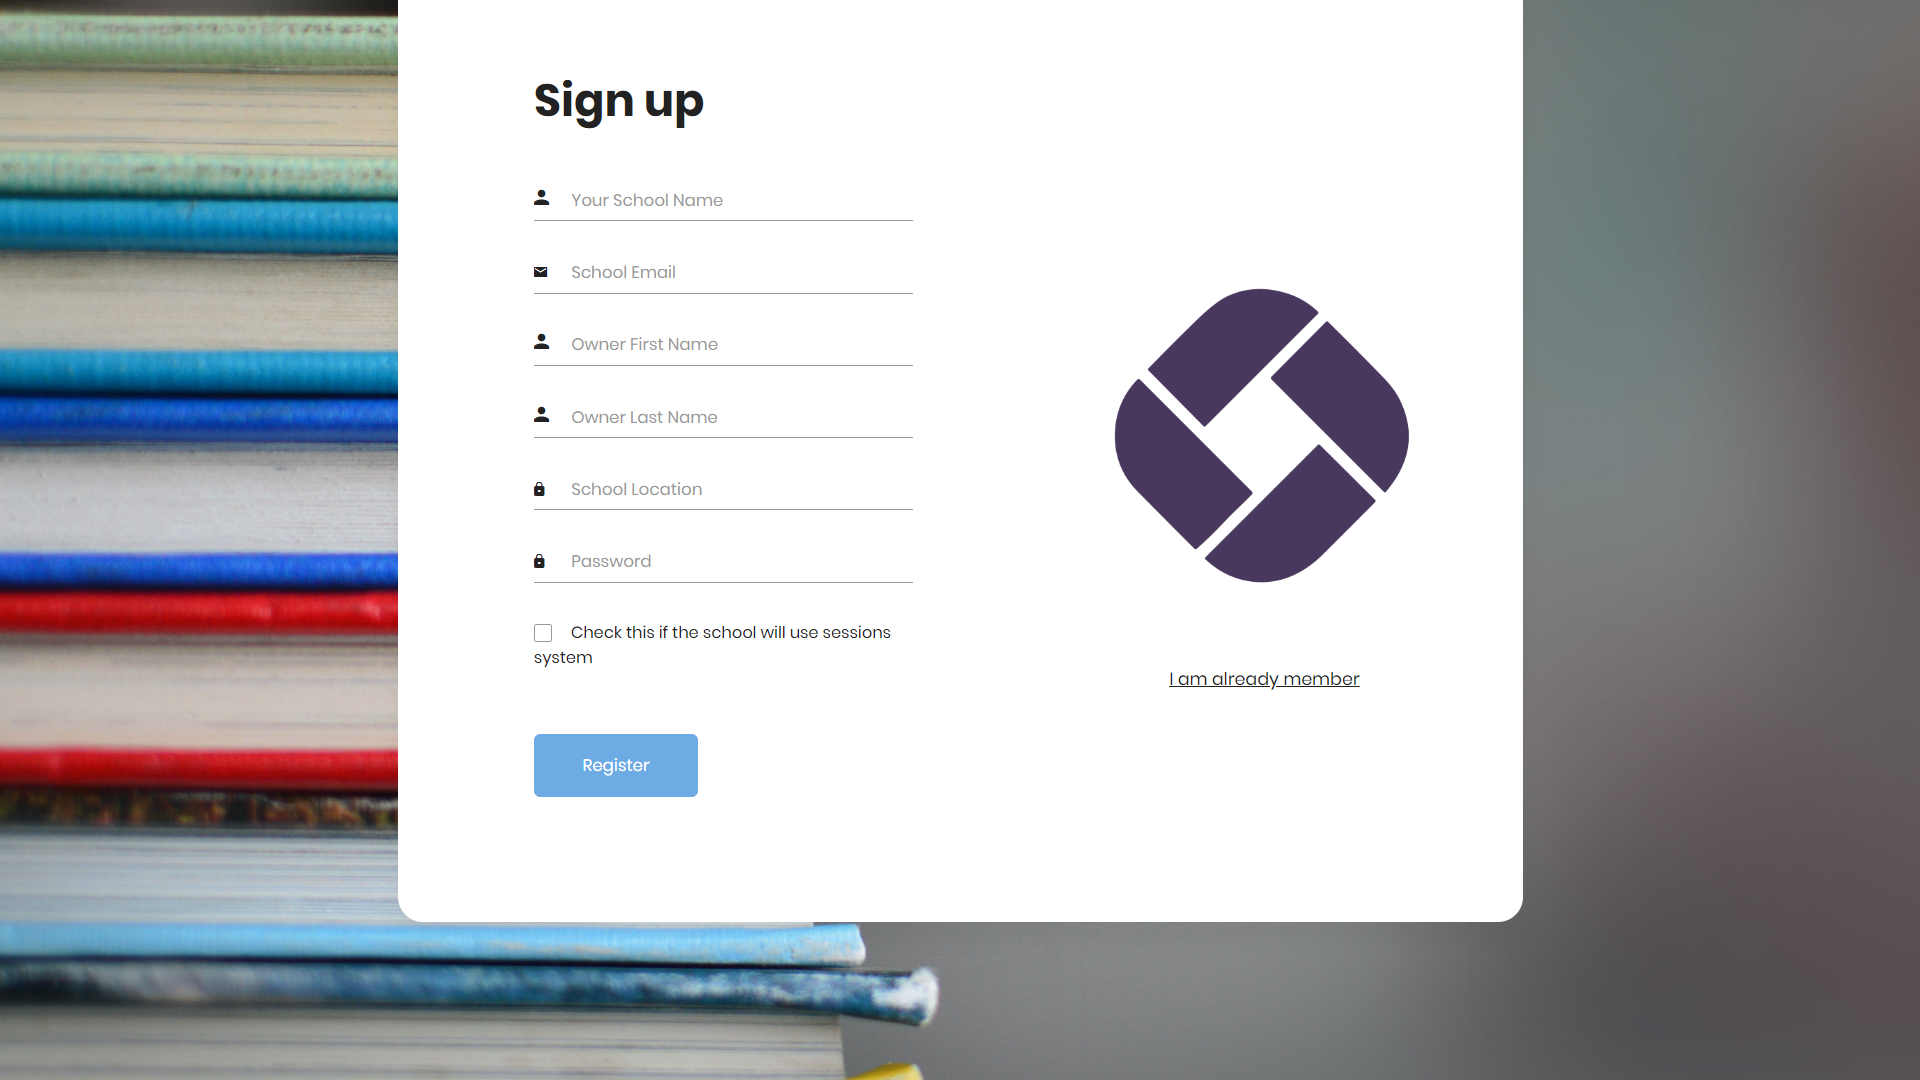 Sign up
Your School Name
School Email
Owner First Name
Owner Last Name
School Location
Password
Check this if the school will use sessions
system
I am already member
Register